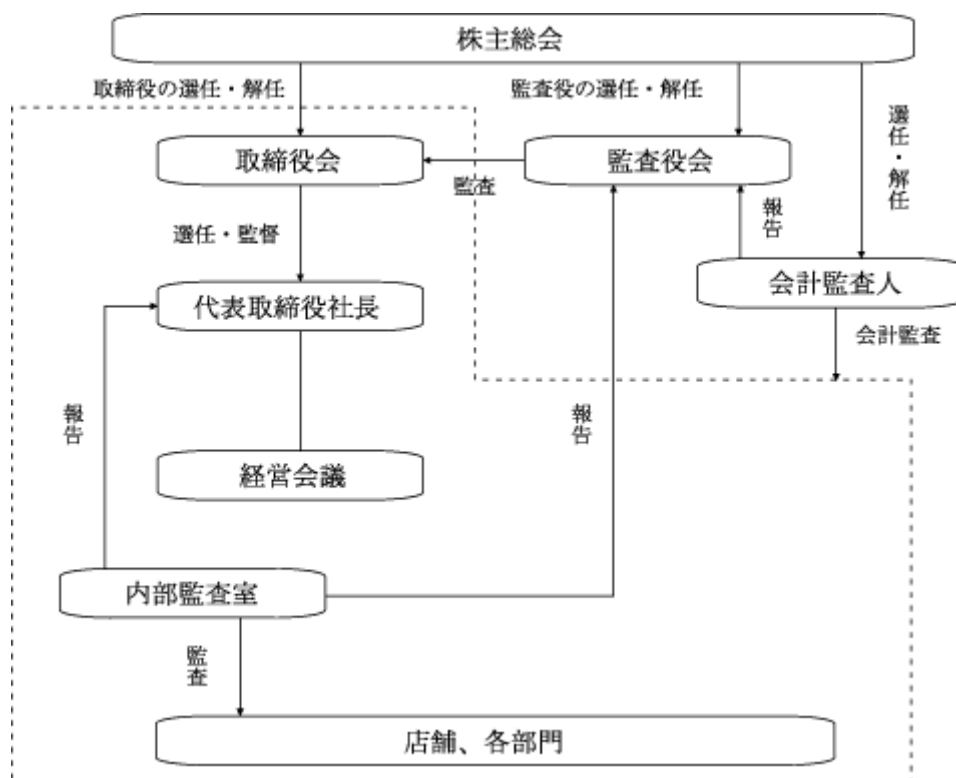 株主総会
取締役の選任・解任
監査役の選任・解任
選任・解任
取締役会
監査
監査役会
報告
選任・監督
代表取締役社長
会計監査人
会計監査
報告
報告
経営会議
内部監査室
監査
店舗、各部門